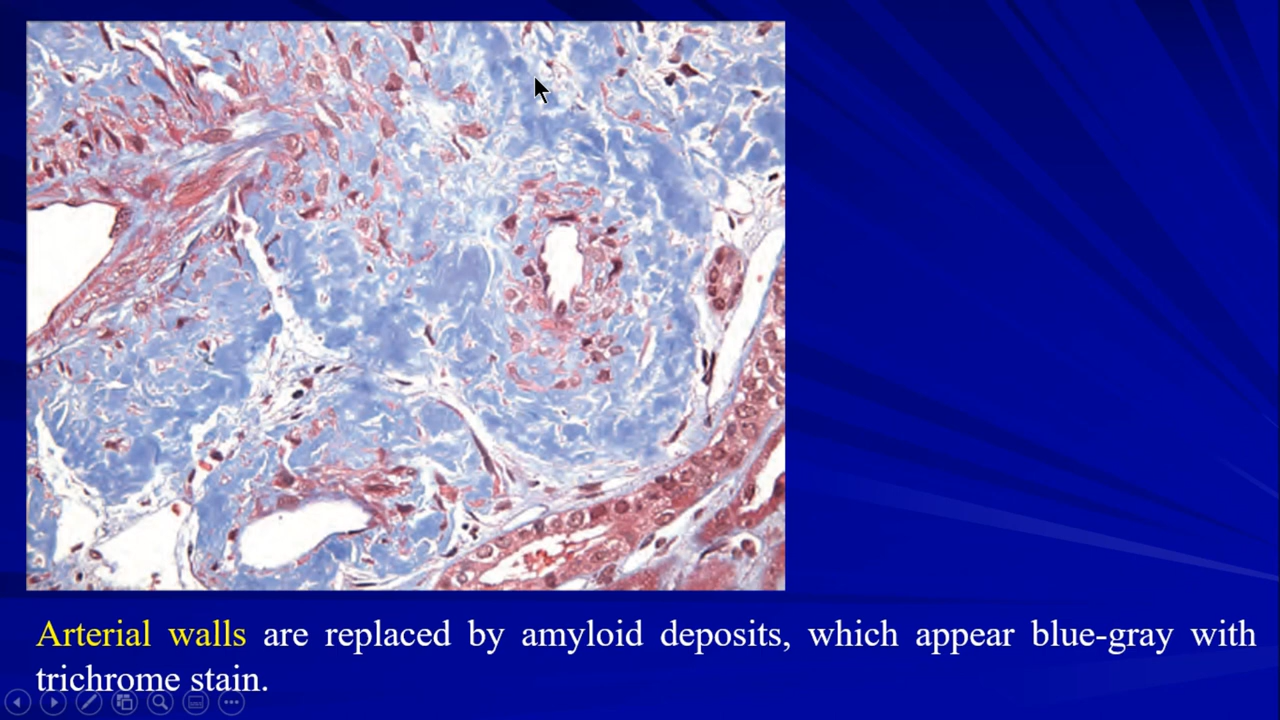 Arterial walls are replaced by amyloid deposits, which appear blue-gray with
trichrome stain.